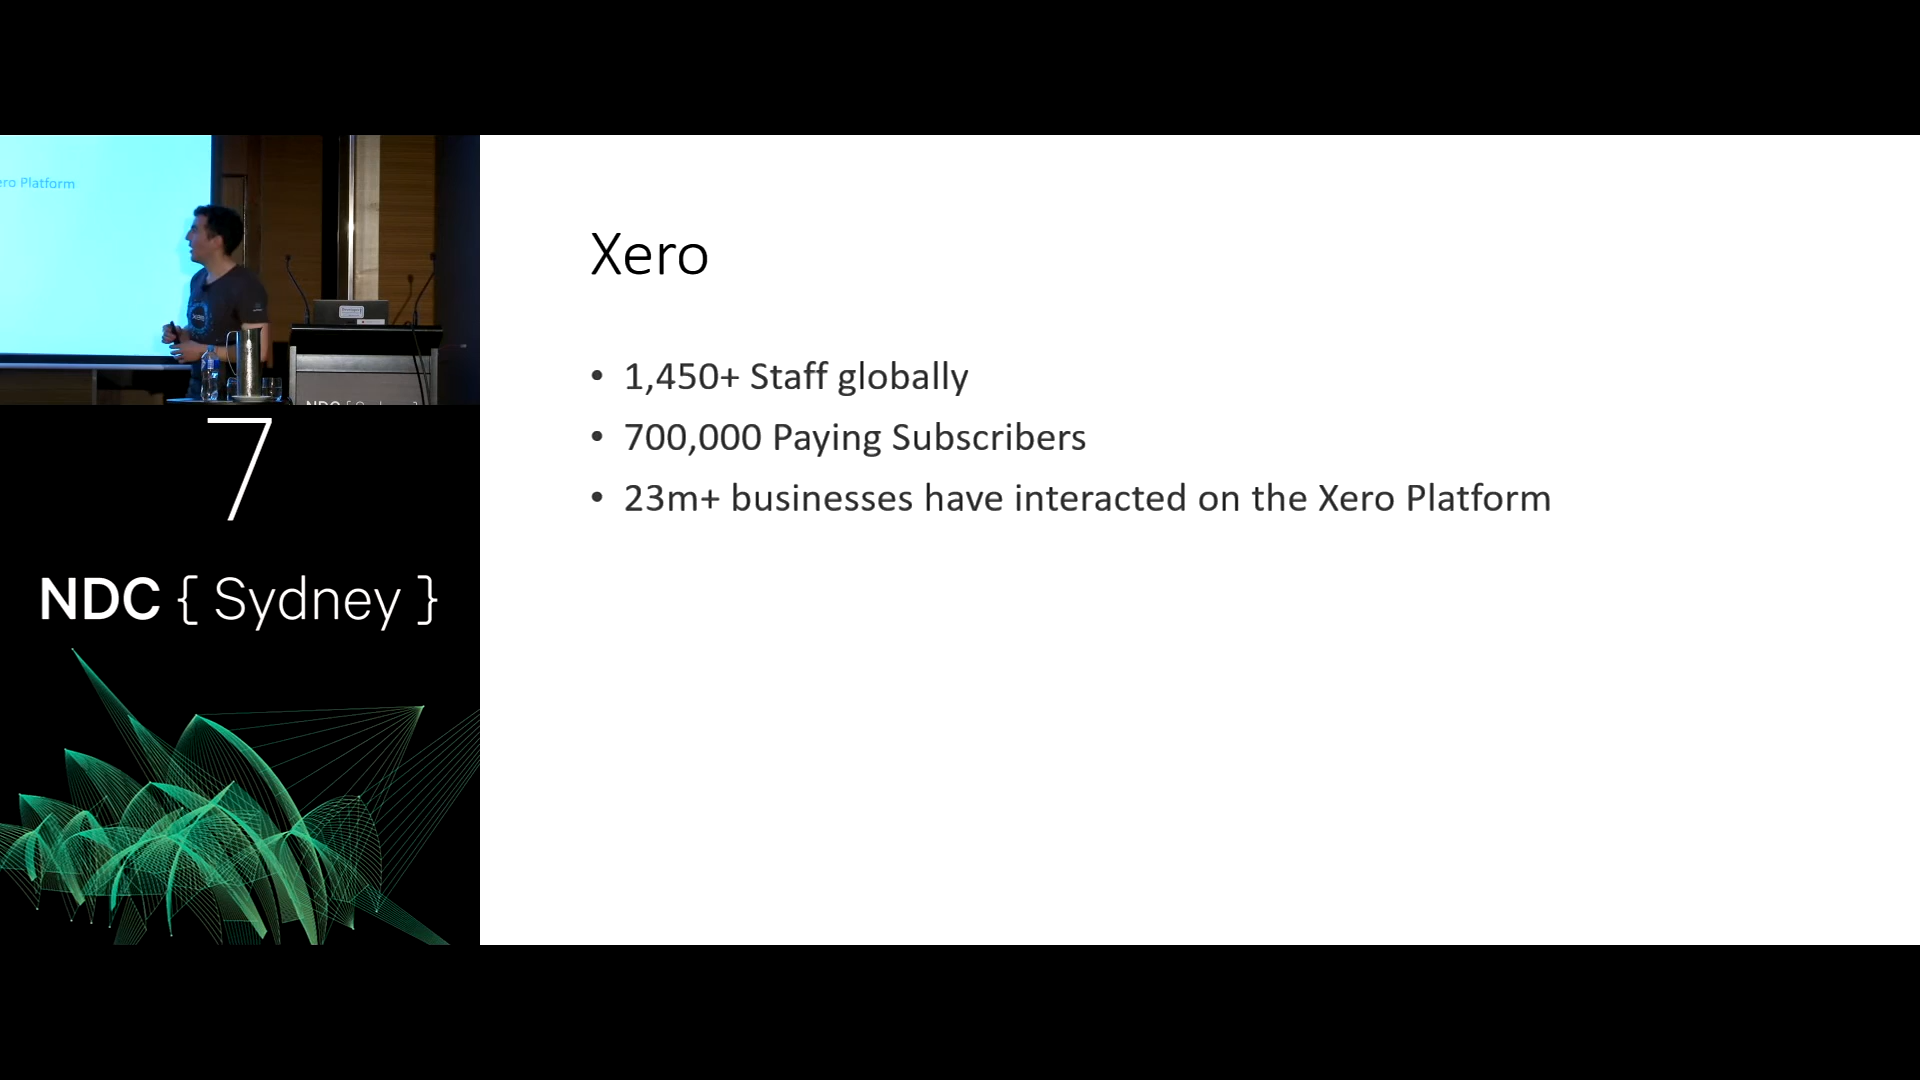 ero Platform
7
NDC { Sydney }
Xero
• 1,450+ Staff globally
• 700,000 Paying Subscribers
• 23m+ businesses have interacted on the Xero Platform